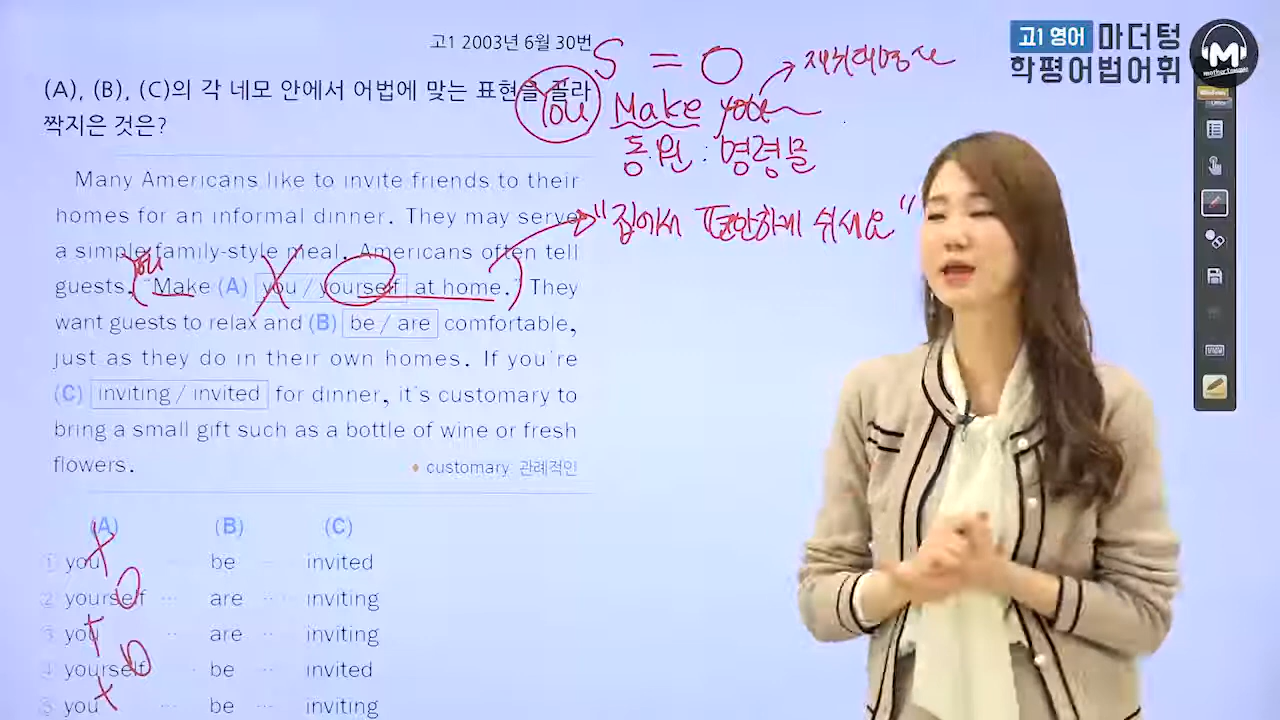 고1 2003년 6월 30번
고1 영어 마더텅
학평어법어휘
mothertongue
(A), (B), (C)의 각 네모 안에서 어법에 맞는 표현을 골라
짝지은 것은?
S = O → 재귀대명사
You Make you
동.원 : 명령문
"집에서 편안하게 쉬세요"
Many Americans like to invite friends to their
homes for an informal dinner. They may serve
a simple family-style meal. Americans often tell
You
guests. "Make (A) you / yourself at home." They
want guests to relax and (B) be / are comfortable,
just as they do in their own homes. If you're
(C) inviting / invited for dinner, it's customary to
bring a small gift such as a bottle of wine or fresh
flowers.
customary 관례적인
(A) (B) (C)
① you ··· be ··· invited
② yourself ··· are ··· inviting
③ you ··· are ··· inviting
④ yourself ··· be ··· invited
⑤ you ··· be ··· inviting